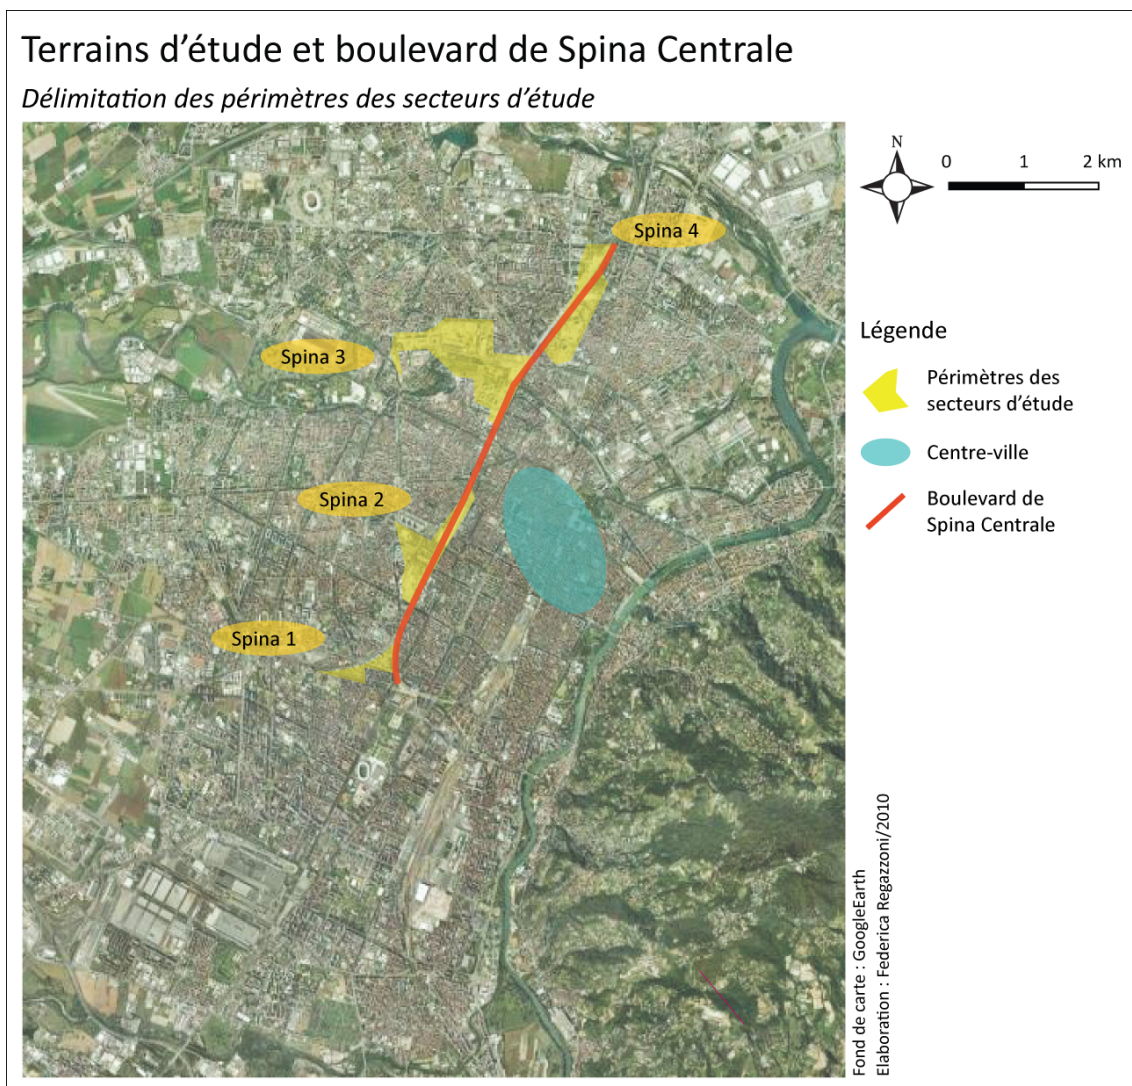 Terrains d’étude et boulevard de Spina Centrale
Délimitation des périmètres des secteurs d’étude
N
0 1 2 km
Spina 4
Spina 3
Spina 2
Spina 1
Légende
Périmètres des
secteurs d’étude
Centre-ville
Boulevard de
Spina Centrale
Fond de carte : GoogleEarth
Elaboration : Federica Regazzoni/2010